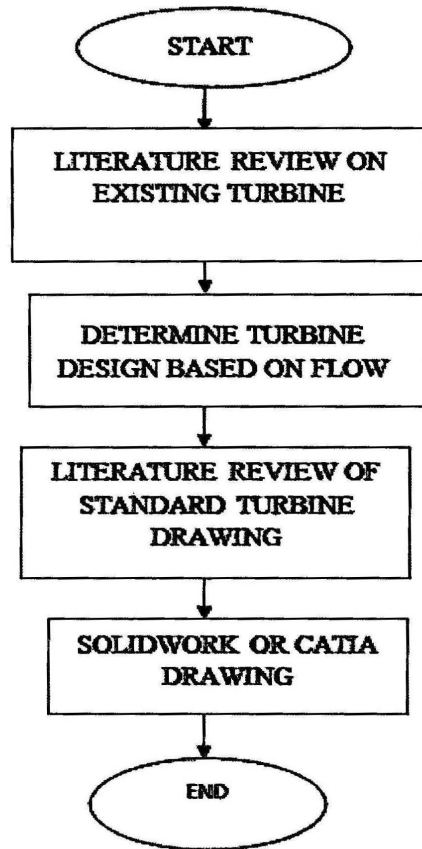 START
LITERATURE REVIEW ON
EXISTING TURBINE
DETERMINE TURBINE
DESIGN BASED ON FLOW
LITERATURE REVIEW OF
STANDARD TURBINE
DRAWING
SOLIDWORK OR CATIA
DRAWING
END